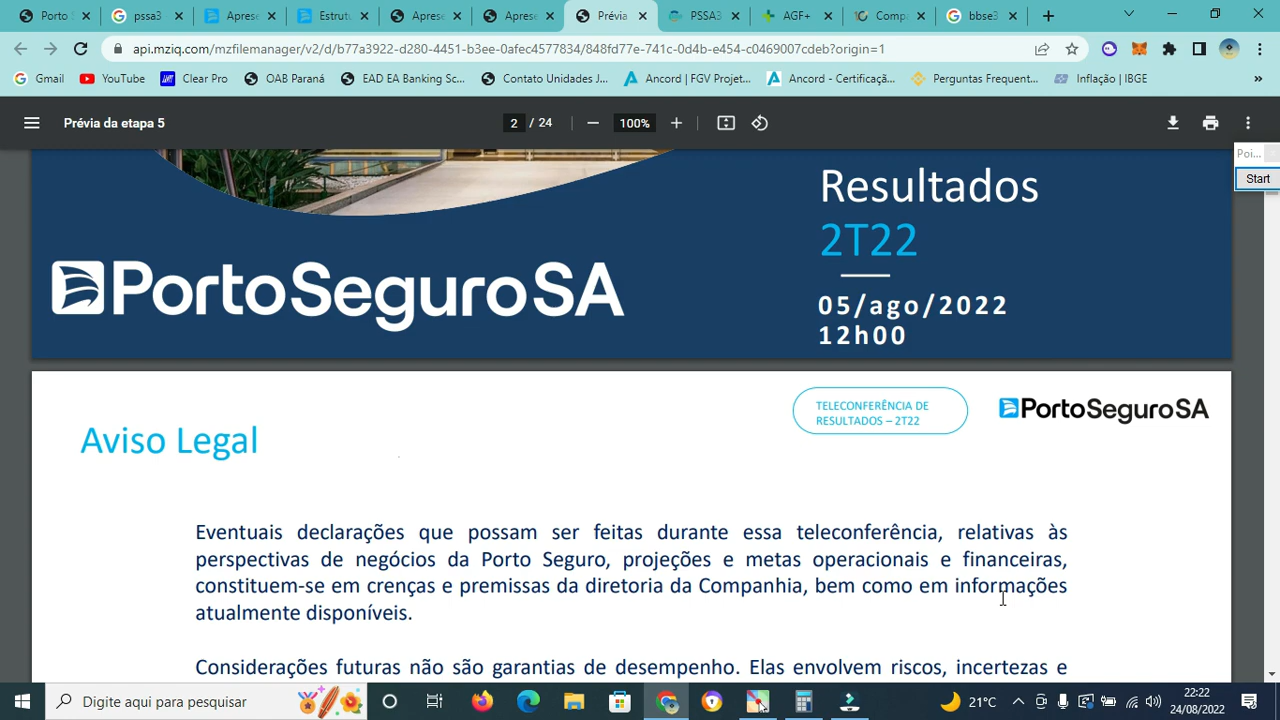 Porto S
pssa3
Aprese
Estrutu
Aprese
Aprese
Prévia
PSSA3
AGF+
Compa
bbse3
api.mziq.com/mzfilemanager/v2/d/b77a3922-d280-4451-b3ee-0afec4577834/848fd77e-741c-0d4b-e454-c0469007cdeb?origin=1
Gmail
YouTube
Clear Pro
OAB Paraná
EAD EA Banking Sc...
Contato Unidades J...
Ancord | FGV Projet...
Ancord - Certificaçã...
Perguntas Frequent...
Inflação | IBGE
»
Prévia da etapa 5
2 / 24
100%
Poi...
Start
Resultados
2T22
PortoSeguroSA
05/ago/2022
12h00
TELECONFERÊNCIA DE
RESULTADOS – 2T22
PortoSeguroSA
Aviso Legal
Eventuais declarações que possam ser feitas durante essa teleconferência, relativas às
perspectivas de negócios da Porto Seguro, projeções e metas operacionais e financeiras,
constituem-se em crenças e premissas da diretoria da Companhia, bem como em informações
atualmente disponíveis.
Considerações futuras não são garantias de desempenho. Elas envolvem riscos, incertezas e
Digite aqui para pesquisar
21°C
22:22
24/08/2022